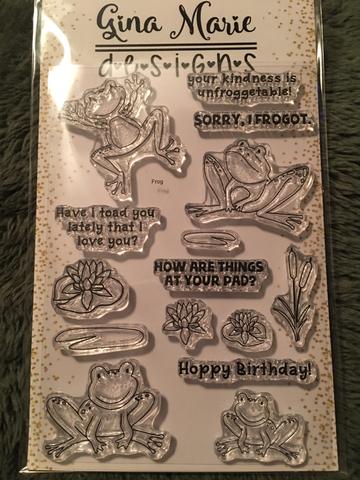 Gina Marie
designs
your kindness is
unfroggetable!
SORRY, I FROGOT.
Frog
Have I toad you
lately that I
love you?
HOW ARE THINGS
AT YOUR PAD?
Hoppy Birthday!